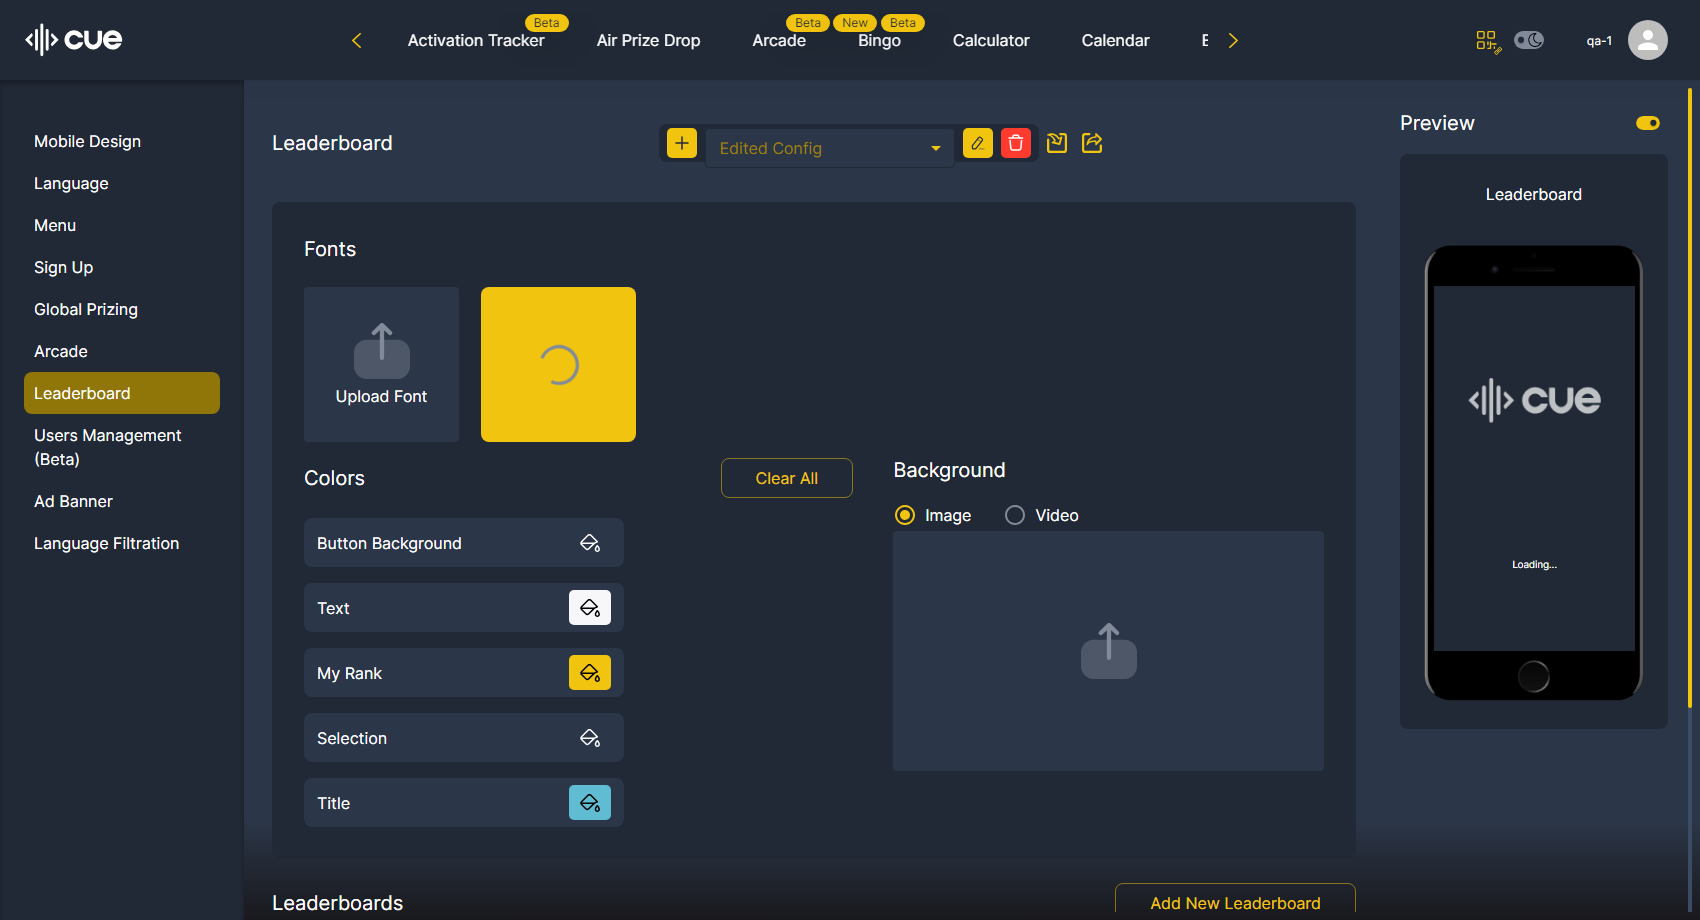 cue
Activation Tracker
Beta
Air Prize Drop
Arcade
Beta
Bingo
New
Beta
Calculator
Calendar
qa-1
Mobile Design
Language
Menu
Sign Up
Global Prizing
Arcade
Leaderboard
Users Management
(Beta)
Ad Banner
Language Filtration
Leaderboard
Edited Config
Fonts
Upload Font
Colors
Clear All
Button Background
Text
My Rank
Selection
Title
Background
Image
Video
Leaderboards
Add New Leaderboard
Preview
Leaderboard
cue
Loading...